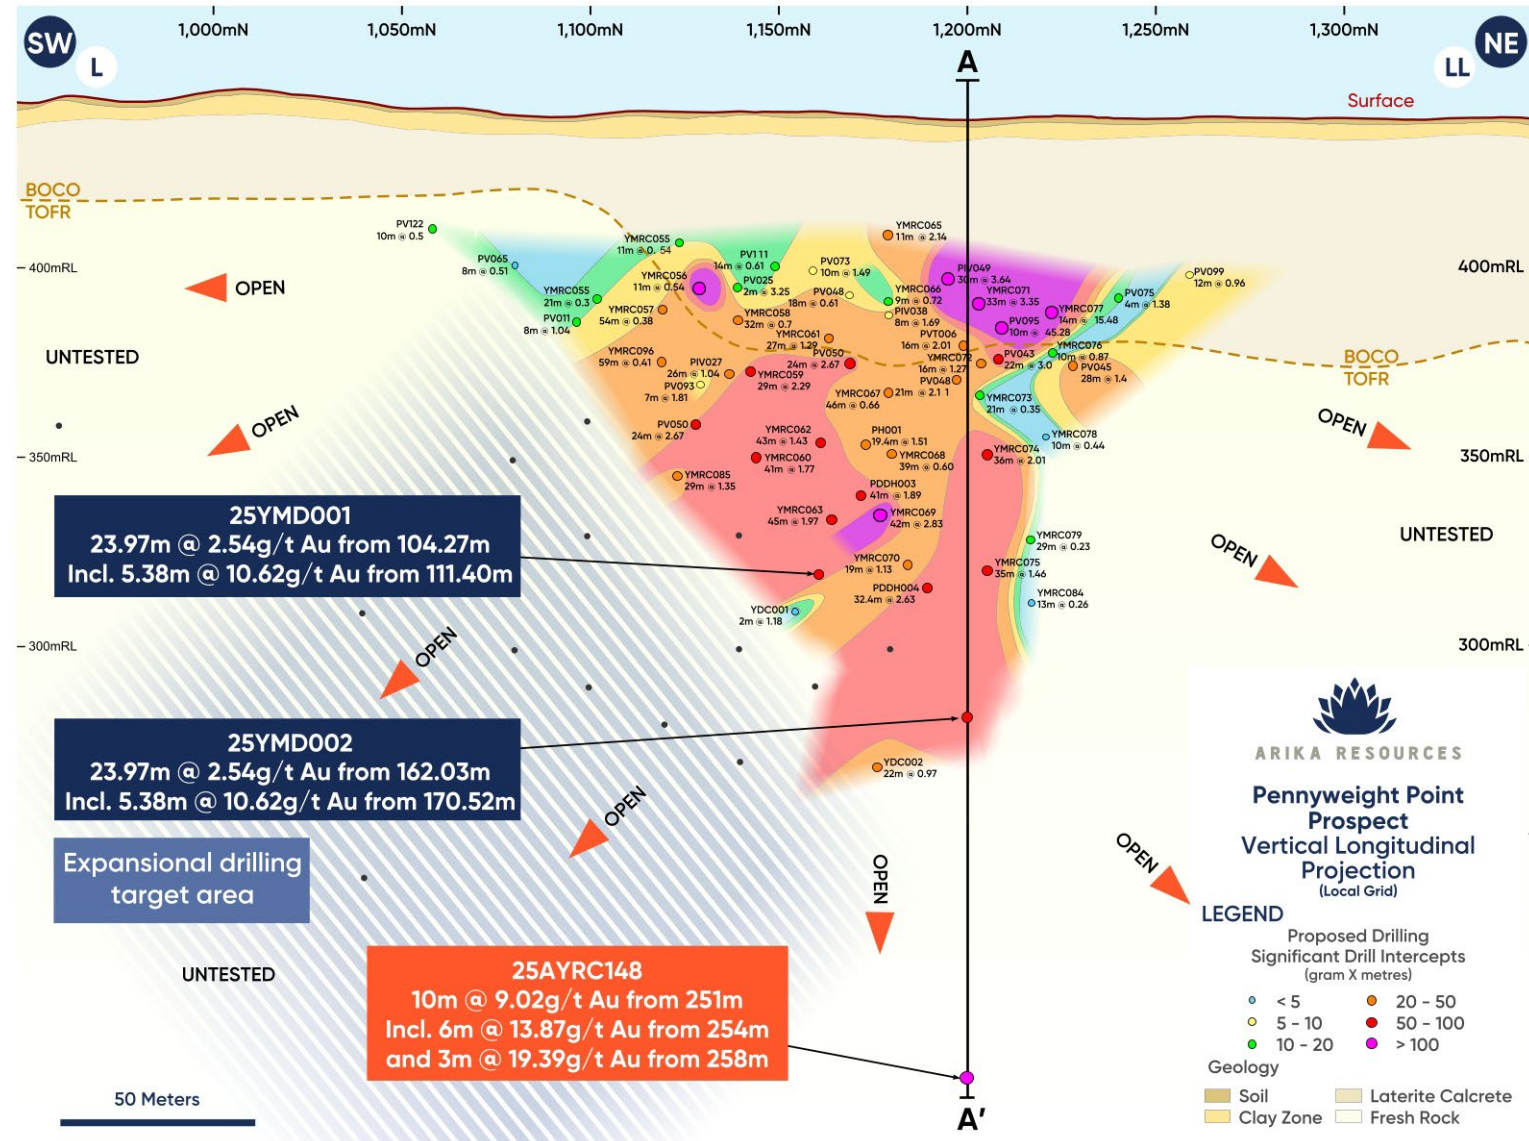 SW
L
1,000mN
1,050mN
1,100mN
1,150mN
1,200mN
1,250mN
1,300mN
LL
NE
A
Surface
BOCO
TOFR
400mRL
400mRL
OPEN
UNTESTED
OPEN
350mRL
350mRL
PV122
10m @ 0.5
PV065
8m @ 0.51
YMRC055
11m @ 0. 54
YMRC055
21m @ 0.3
PV011
8m @ 1.04
YMRC056
11m @ 0.54
YMRC057
54m @ 0.38
PV111
14m @ 0.61
PV025
2m @ 3.25
PV073
10m @ 1.49
PV048
18m @ 0.61
YMRC065
11m @ 2.14
YMRC066
9m @ 0.72
PV038
8m @ 1.69
YMRC058
32m @ 0.7
YMRC061
27m @ 1.29
PV050
24m @ 2.67
PIV049
30m @ 3.64
YMRC071
33m @ 3.35
PV095
10m @ 45.28
YMRC077
14m @ 15.48
PV075
4m @ 1.38
PV099
12m @ 0.96
PVT006
16m @ 2.01
YMRC072
16m @ 1.27
PV043
22m @ 3.0
YMRC076
10m @ 0.87
PV045
28m @ 1.4
BOCO
TOFR
YMRC096
59m @ 0.41
PIV027
26m @ 1.04
PV093
7m @ 1.81
YMRC059
29m @ 2.29
YMRC067
46m @ 0.66
PV048
21m @ 2.1 1
YMRC073
21m @ 0.35
YMRC078
10m @ 0.44
PV050
24m @ 2.67
YMRC062
43m @ 1.43
YMRC060
41m @ 1.77
PH001
19.4m @ 1.51
YMRC068
39m @ 0.60
YMRC074
36m @ 2.01
YMRC085
29m @ 1.35
PDDH003
41m @ 1.89
YMRC063
45m @ 1.97
YMRC069
42m @ 2.83
YMRC079
29m @ 0.23
YMRC070
19m @ 1.13
PDDH004
32.4m @ 2.63
YMRC075
35m @ 1.46
YMRC084
13m @ 0.26
YDC001
2m @ 1.18
YDC002
22m @ 0.97
OPEN
OPEN
UNTESTED
25YMD001
23.97m @ 2.54g/t Au from 104.27m
Incl. 5.38m @ 10.62g/t Au from 111.40m
300mRL
300mRL
OPEN
25YMD002
23.97m @ 2.54g/t Au from 162.03m
Incl. 5.38m @ 10.62g/t Au from 170.52m
OPEN
Expansional drilling
target area
UNTESTED
OPEN
OPEN
25AYRC148
10m @ 9.02g/t Au from 251m
Incl. 6m @ 13.87g/t Au from 254m
and 3m @ 19.39g/t Au from 258m
50 Meters
A'
ARIKA RESOURCES
Pennyweight Point
Prospect
Vertical Longitudinal
Projection
(Local Grid)
LEGEND
Proposed Drilling
Significant Drill Intercepts
(gram X metres)
< 5
20 - 50
5 - 10
50 - 100
10 - 20
> 100
Geology
Soil
Laterite Calcrete
Clay Zone
Fresh Rock